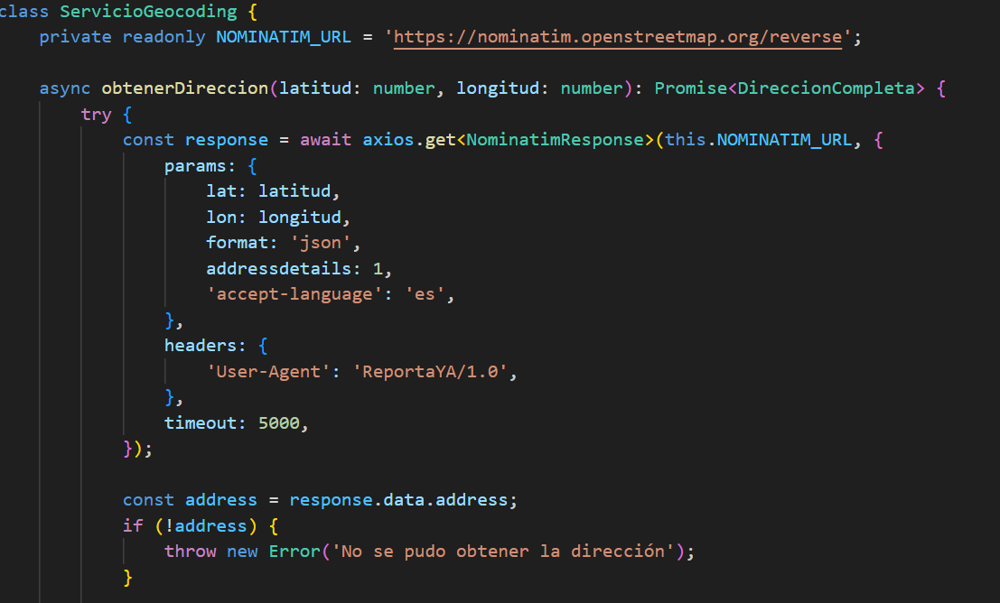 class ServicioGeocoding {
private readonly NOMINATIM_URL = 'https://nominatim.openstreetmap.org/reverse';
async obtenerDireccion(latitud: number, longitud: number): Promise<DireccionCompleta> {
try {
const response = await axios.get<NominatimResponse>(this.NOMINATIM_URL, {
params: {
lat: latitud,
lon: longitud,
format: 'json',
addressdetails: 1,
'accept-language': 'es',
},
headers: {
'User-Agent': 'ReportaYA/1.0',
},
timeout: 5000,
});
const address = response.data.address;
if (!address) {
throw new Error('No se pudo obtener la dirección');
}